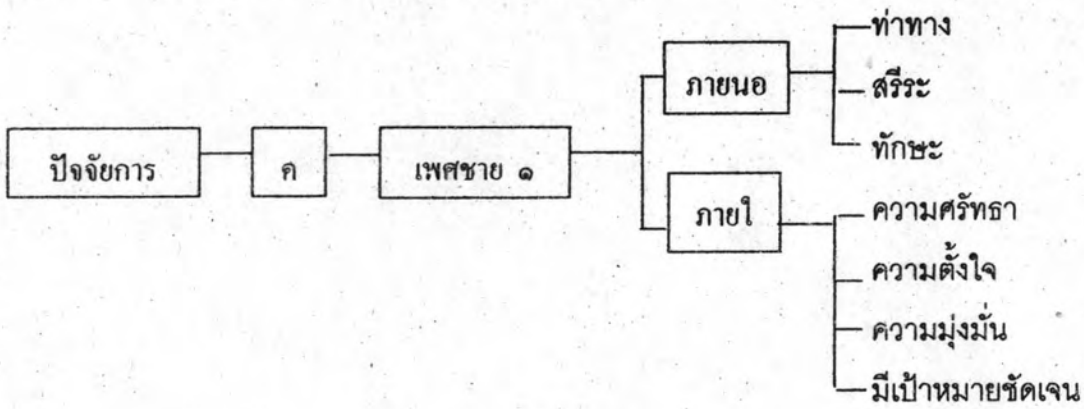 ปัจจัยการ
ค
เพศชาย ๑
ภายนอ
ท่าทาง
สรีระ
ทักษะ
ภายใ
ความศรัทธา
ความตั้งใจ
ความมุ่งมั่น
มีเป้าหมายชัดเจน